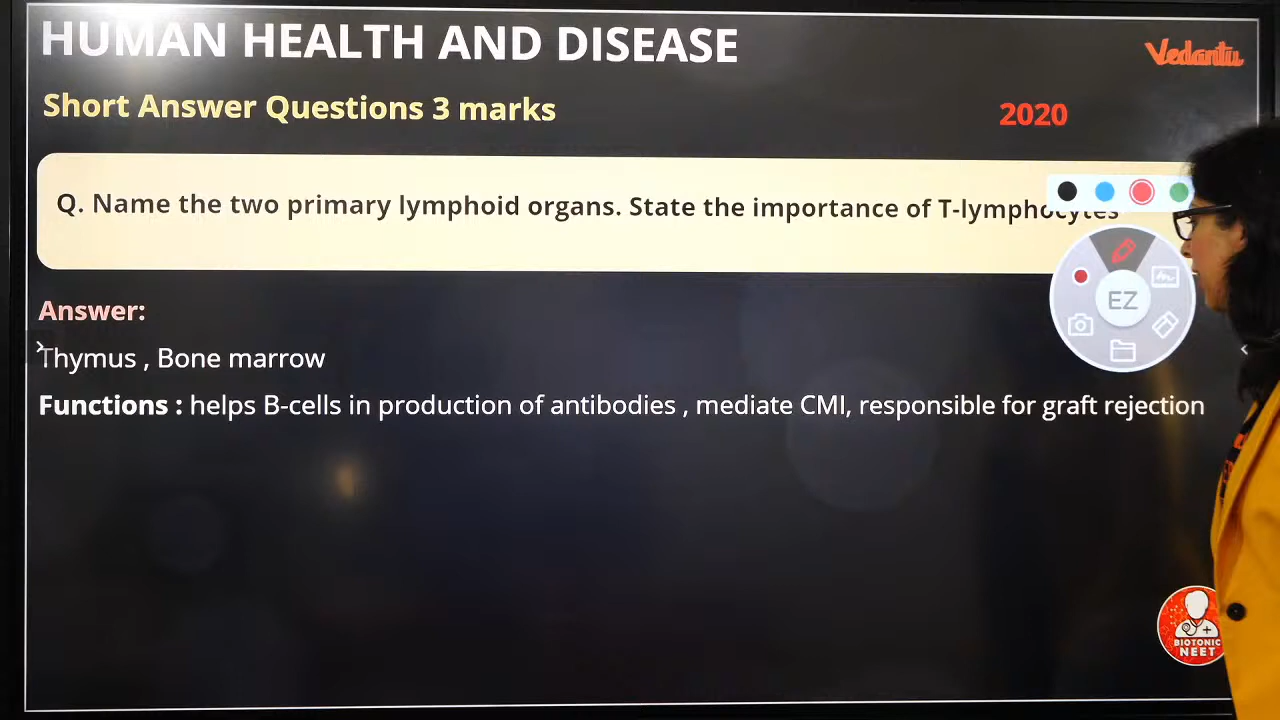 HUMAN HEALTH AND DISEASE
Vedantu
Short Answer Questions 3 marks
2020
Q. Name the two primary lymphoid organs. State the importance of T-lymphocytes
EZ
Answer:
Thymus , Bone marrow
Functions : helps B-cells in production of antibodies , mediate CMI, responsible for graft rejection
BIOTONIC
NEET